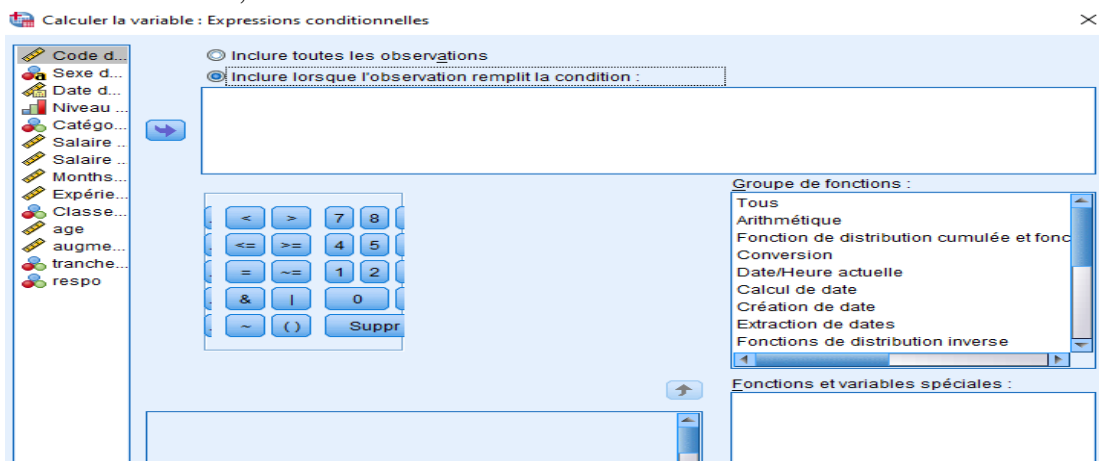 Calculer la variable : Expressions conditionnelles
Code d...
Sexe d...
Date d...
Niveau ...
Catégo...
Salaire ...
Salaire ...
Months...
Expérie...
Classe...
age
augme...
tranche...
respo
Inclure toutes les observations
Inclure lorsque l'observation remplit la condition :
< > 7 8
<= >= 4 5
= ~= 1 2
& | 0
~ ( ) Suppr
Groupe de fonctions :
Tous
Arithmétique
Fonction de distribution cumulée et fonc
Conversion
Date/Heure actuelle
Calcul de date
Création de date
Extraction de dates
Fonctions de distribution inverse
Fonctions et variables spéciales :